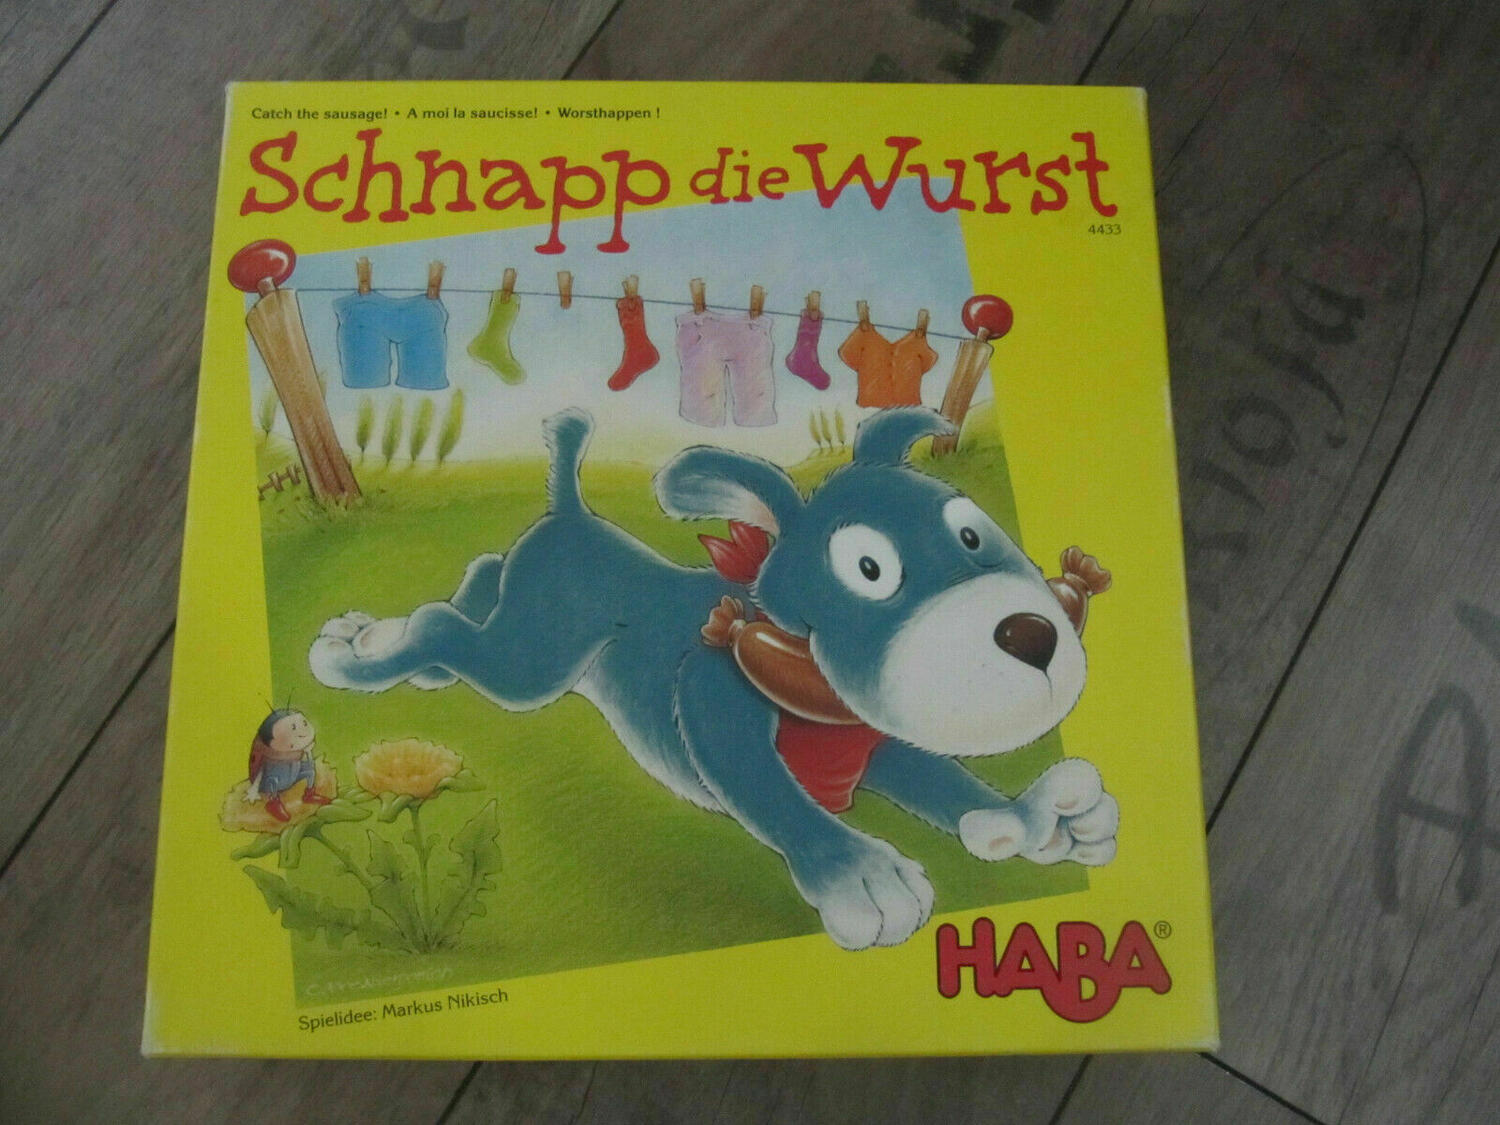 Catch the sausage! • A moi la saucisse! • Worsthappen !
Schnapp die Wurst
4433
HABA®
Spielidee: Markus Nikisch